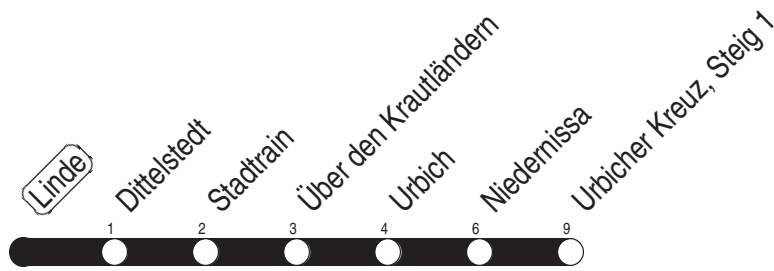 Linde
Dittelstedt
Stadtrain
Über den Krautländern
Urbich
Niedernissa
Urbicher Kreuz, Steig 1
1 2 3 4 6 9